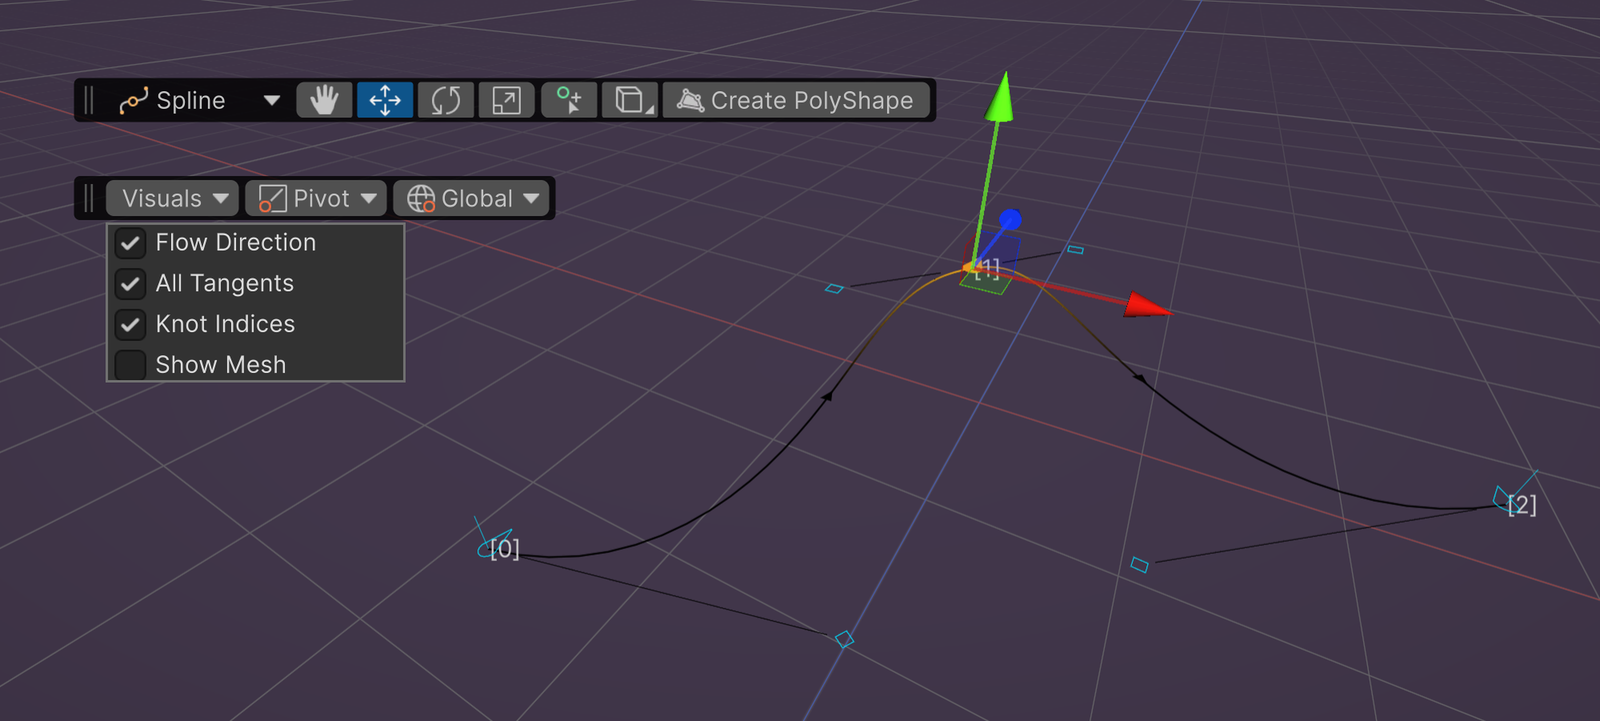 Spline Create PolyShape
Visuals Pivot Global
Flow Direction
All Tangents
Knot Indices
Show Mesh
[1]
[2]
[0]